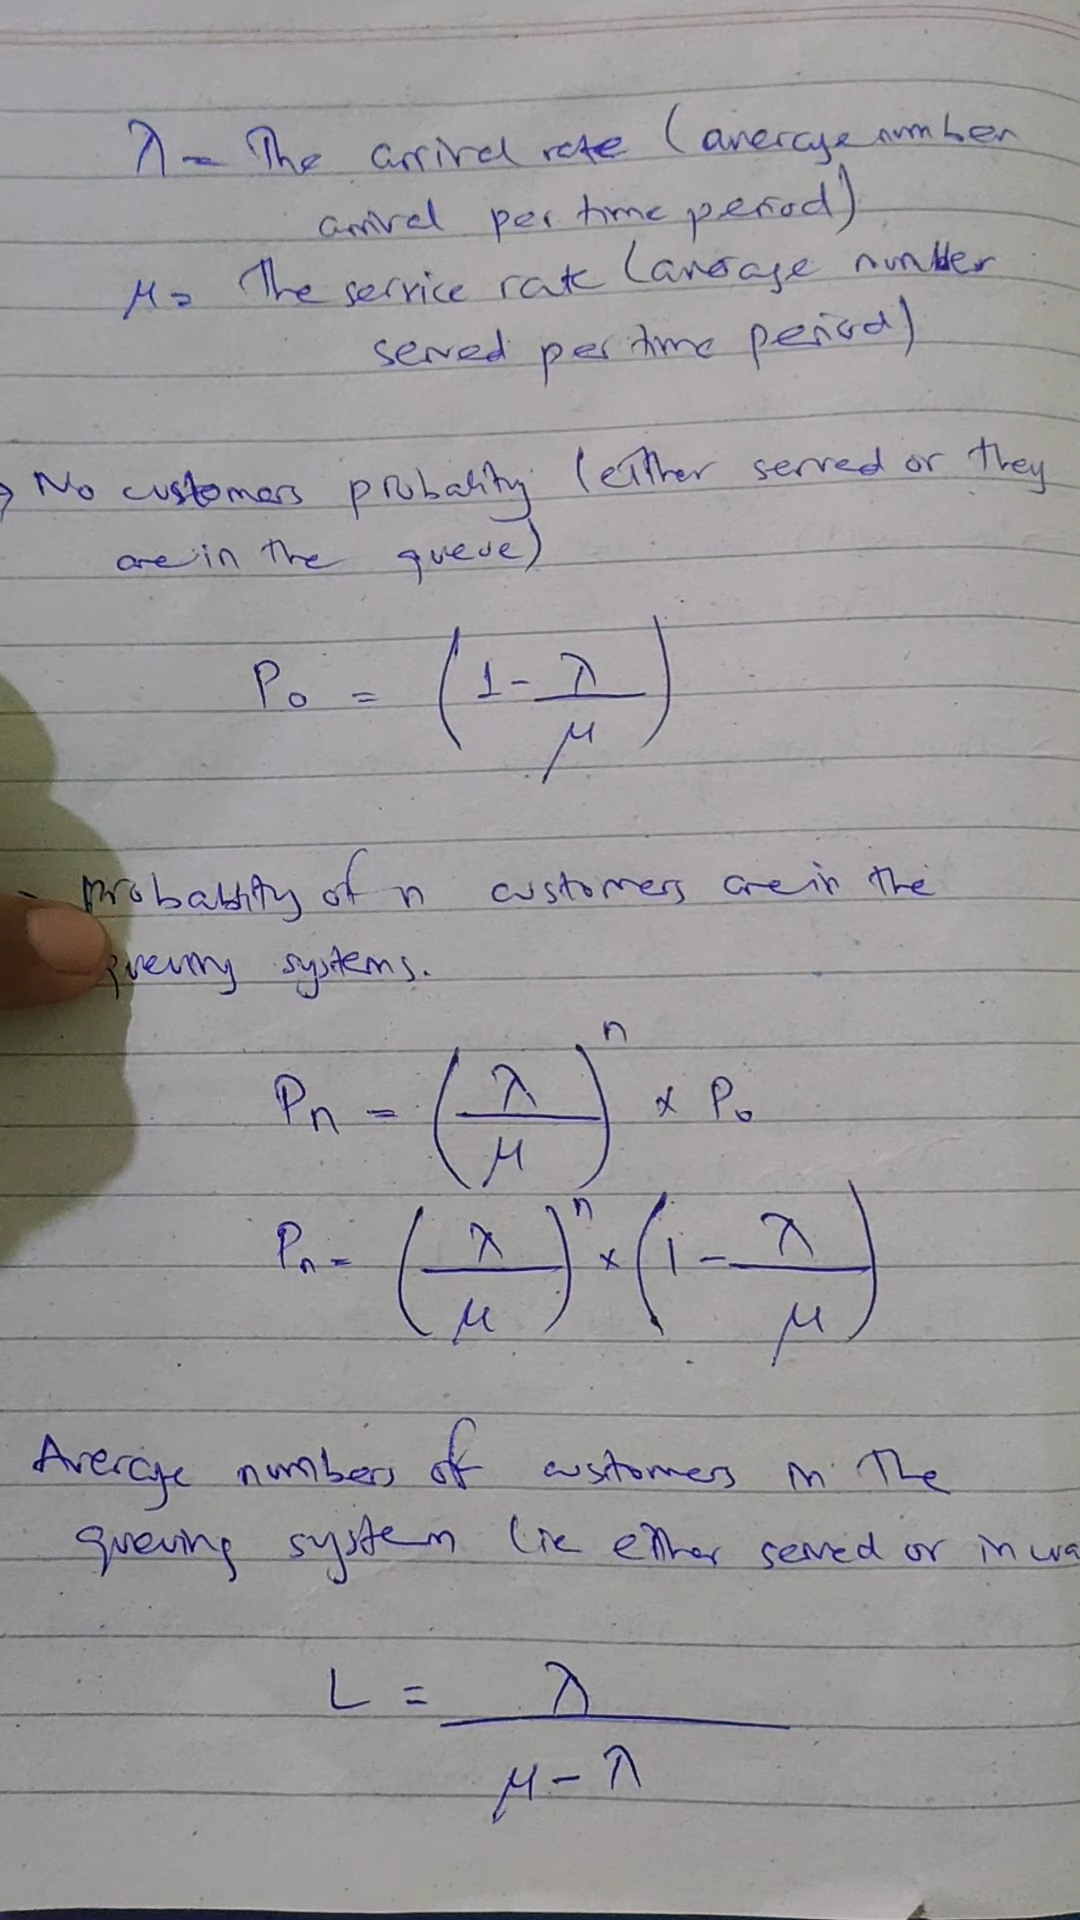 λ = The arrival rate (average number
arrival per time period)
μ = The service rate (average number
served per time period)
No customers probality (either served or they
are in the queue)
P₀ = (1 - λ/μ)
probability of n customers are in the
queuing systems.
Pₙ = (λ/μ)ⁿ × P₀
Pₙ = (λ/μ)ⁿ × (1 - λ/μ)
Average numbers of customers in the
queuing system (ie either served or in
L = λ/(μ - λ)